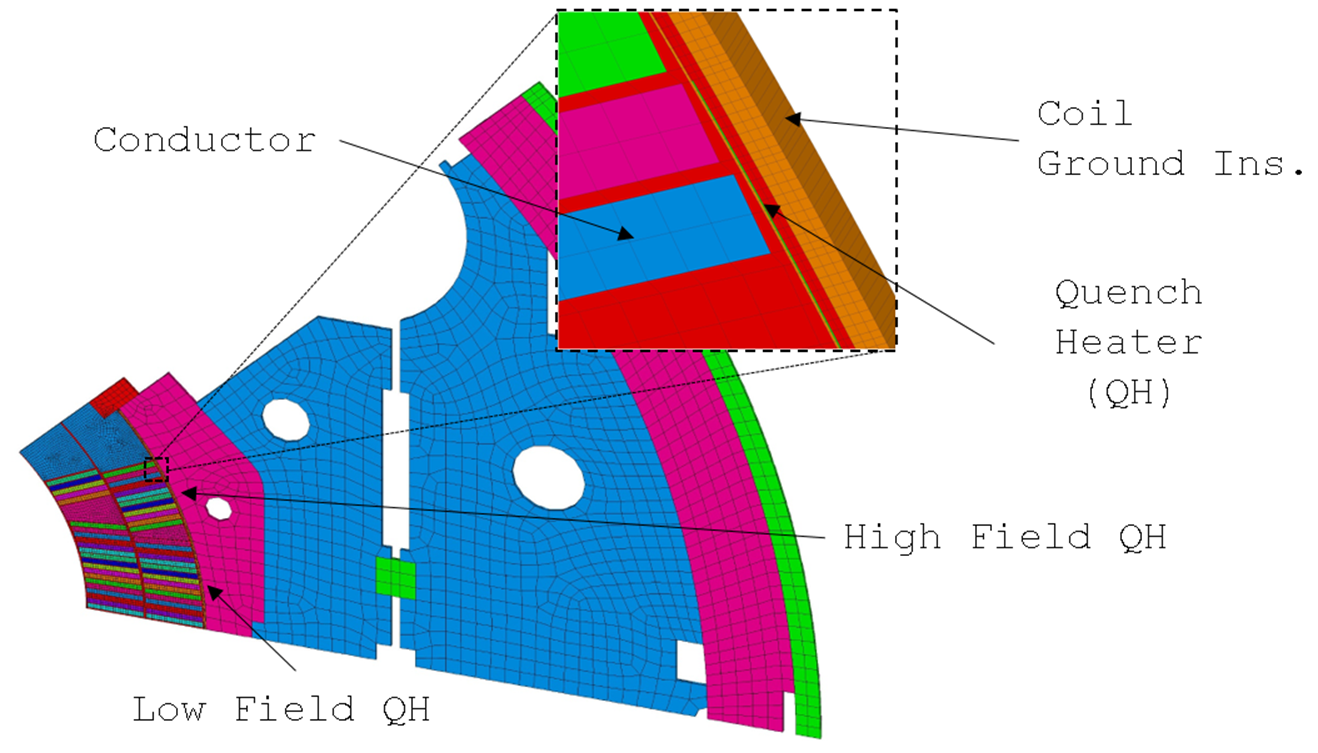 Conductor
Coil
Ground Ins.
Quench
Heater
(QH)
High Field QH
Low Field QH